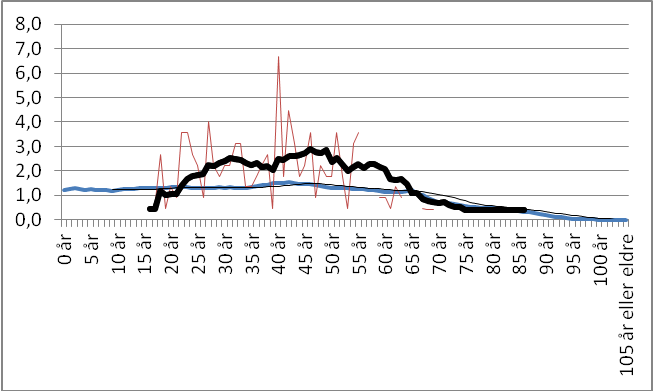 8,0
7,0
6,0
5,0
4,0
3,0
2,0
1,0
0,0
0 år
5 år
10 år
15 år
20 år
25 år
30 år
35 år
40 år
45 år
50 år
55 år
60 år
65 år
70 år
75 år
80 år
85 år
90 år
95 år
100 år
105 år eller eldre